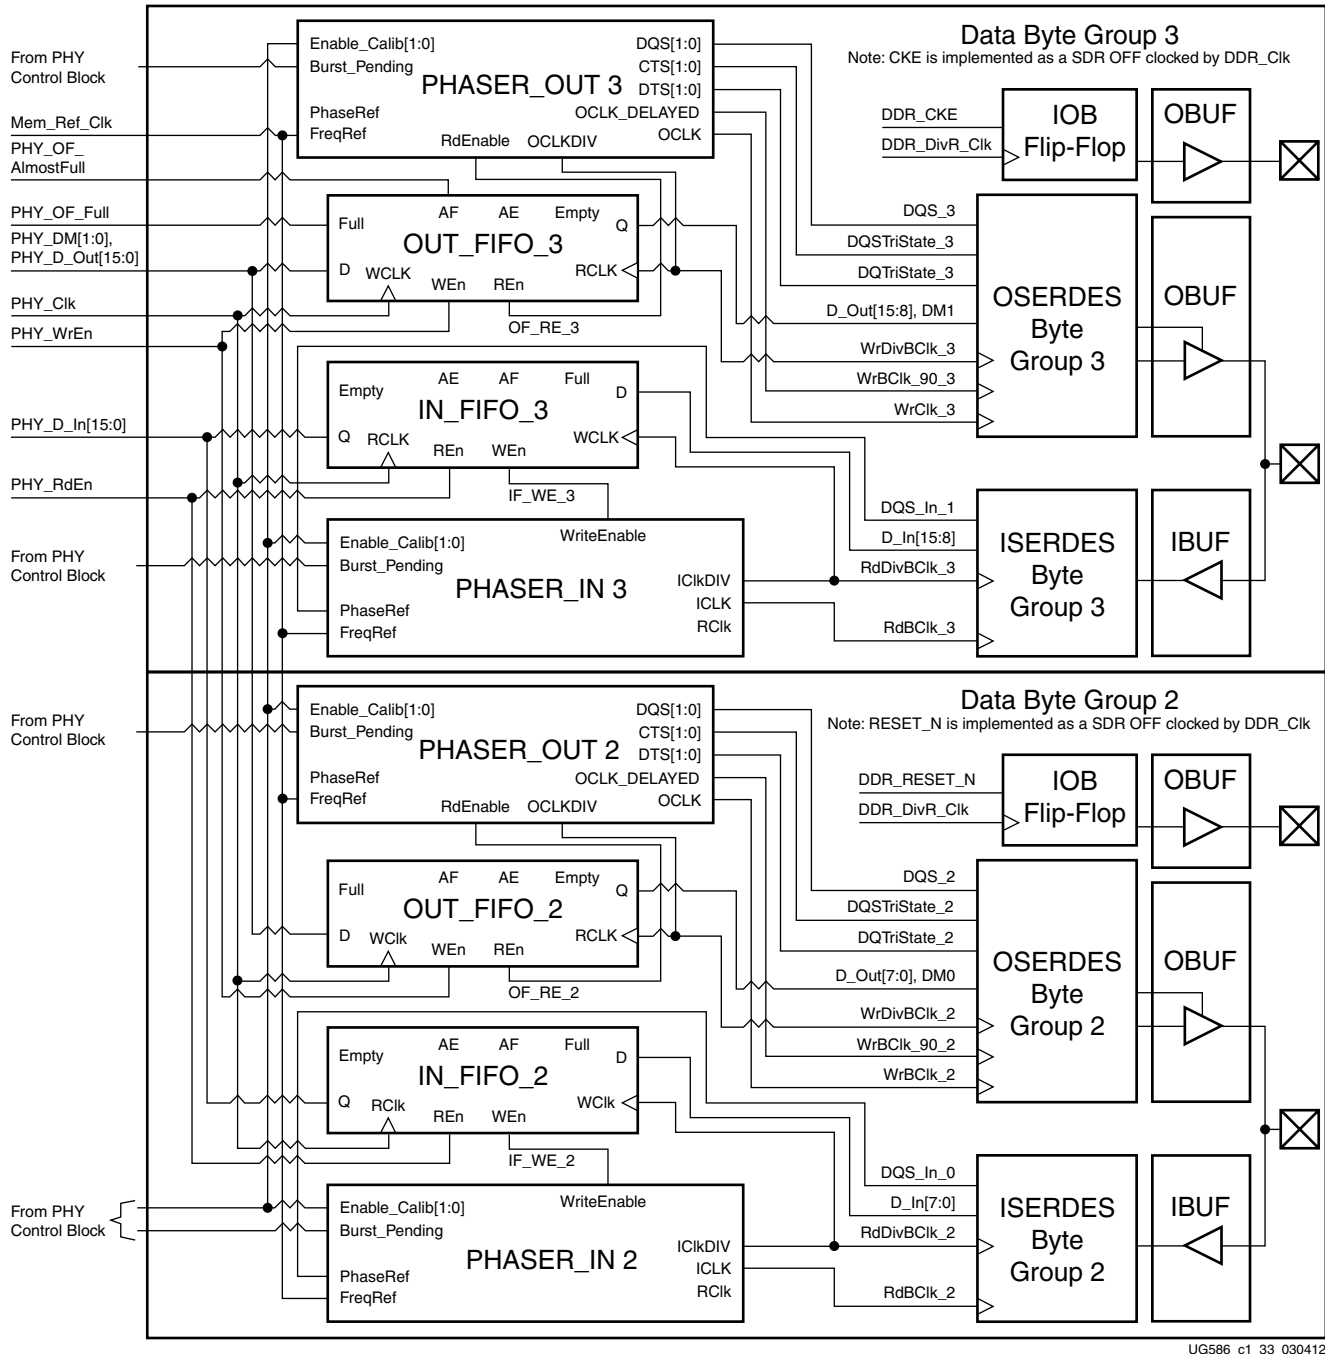 Data Byte Group 3
Note: CKE is implemented as a SDR OFF clocked by DDR_Clk
From PHY
Control Block
Mem_Ref_Clk
PHY_OF_
AlmostFull
PHY_OF_Full
PHY_DM[1:0],
PHY_D_Out[15:0]
PHY_Clk
PHY_WrEn
PHY_D_In[15:0]
PHY_RdEn
From PHY
Control Block
Enable_Calib[1:0]
Burst_Pending
PHASER_OUT 3
PhaseRef
FreqRef
RdEnable
OCLKDIV
DQS[1:0]
CTS[1:0]
DTS[1:0]
OCLK_DELAYED
OCLK
Full
AF
AE
Empty
Q
OUT_FIFO_3
D
WCLK
WEn
REn
RCLK
OF_RE_3
Empty
AE
AF
Full
D
IN_FIFO_3
Q
RCLK
REn
WEn
WCLK
IF_WE_3
Enable_Calib[1:0]
Burst_Pending
WriteEnable
PHASER_IN 3
PhaseRef
FreqRef
IClkDIV
ICLK
RClk
DDR_CKE
DDR_DivR_Clk
IOB
Flip-Flop
OBUF
DQS_3
DQSTriState_3
DQTriState_3
D_Out[15:8], DM1
WrDivBClk_3
WrBClk_90_3
WrClk_3
OSERDES
Byte
Group 3
OBUF
DQS_In_1
D_In[15:8]
RdDivBClk_3
RdBClk_3
ISERDES
Byte
Group 3
IBUF
Data Byte Group 2
Note: RESET_N is implemented as a SDR OFF clocked by DDR_Clk
From PHY
Control Block
From PHY
Control Block
Enable_Calib[1:0]
Burst_Pending
PHASER_OUT 2
PhaseRef
FreqRef
RdEnable
OCLKDIV
DQS[1:0]
CTS[1:0]
DTS[1:0]
OCLK_DELAYED
OCLK
Full
AF
AE
Empty
Q
OUT_FIFO_2
D
WClk
WEn
REn
RCLK
OF_RE_2
Empty
AE
AF
Full
D
IN_FIFO_2
Q
RClk
REn
WEn
WClk
IF_WE_2
Enable_Calib[1:0]
Burst_Pending
WriteEnable
PHASER_IN 2
PhaseRef
FreqRef
IClkDIV
ICLK
RClk
DDR_RESET_N
DDR_DivR_Clk
IOB
Flip-Flop
OBUF
DQS_2
DQSTriState_2
DQTriState_2
D_Out[7:0], DM0
WrDivBClk_2
WrBClk_90_2
WrBClk_2
OSERDES
Byte
Group 2
OBUF
DQS_In_0
D_In[7:0]
RdDivBClk_2
RdBClk_2
ISERDES
Byte
Group 2
IBUF
UG586_c1_33_030412